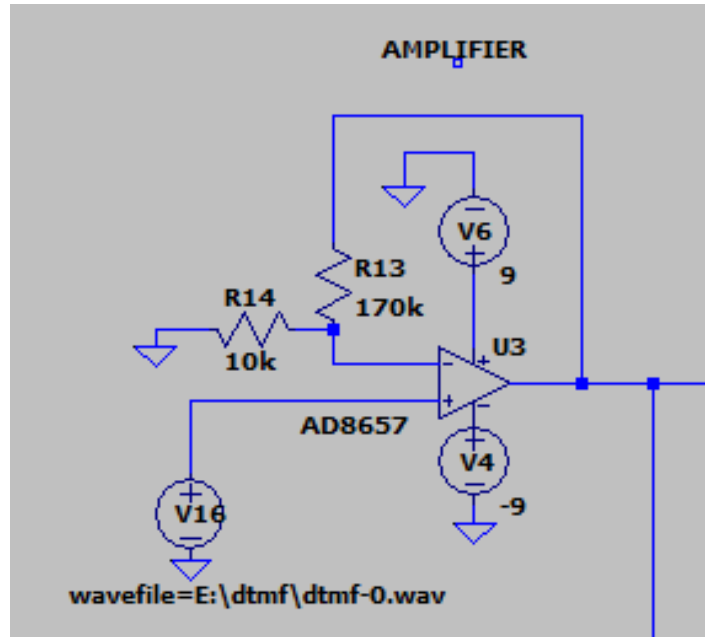 AMPLIFIER
V6
9
R13
170k
R14
10k
U3
AD8657
V4
-9
V16
wavefile=E:\dtmf\dtmf-0.wav